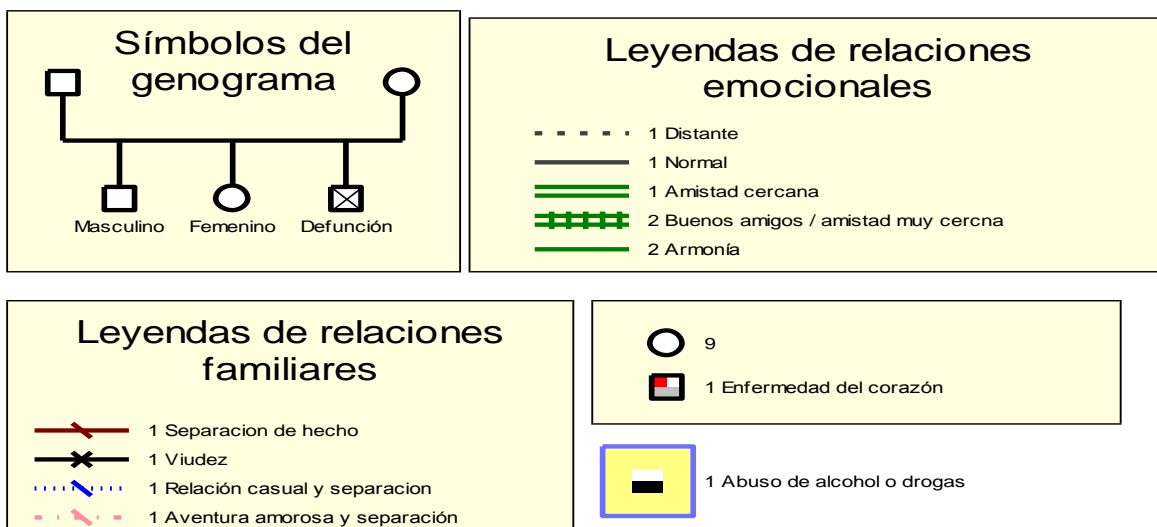 Símbolos del
genograma
Masculino Femenino Defunción
Leyendas de relaciones
emocionales
1 Distante
1 Normal
1 Amistad cercana
2 Buenos amigos / amistad muy cercna
2 Armonía
Leyendas de relaciones
familiares
1 Separacion de hecho
1 Viudez
1 Relación casual y separacion
1 Aventura amorosa y separación
9
1 Enfermedad del corazón
1 Abuso de alcohol o drogas